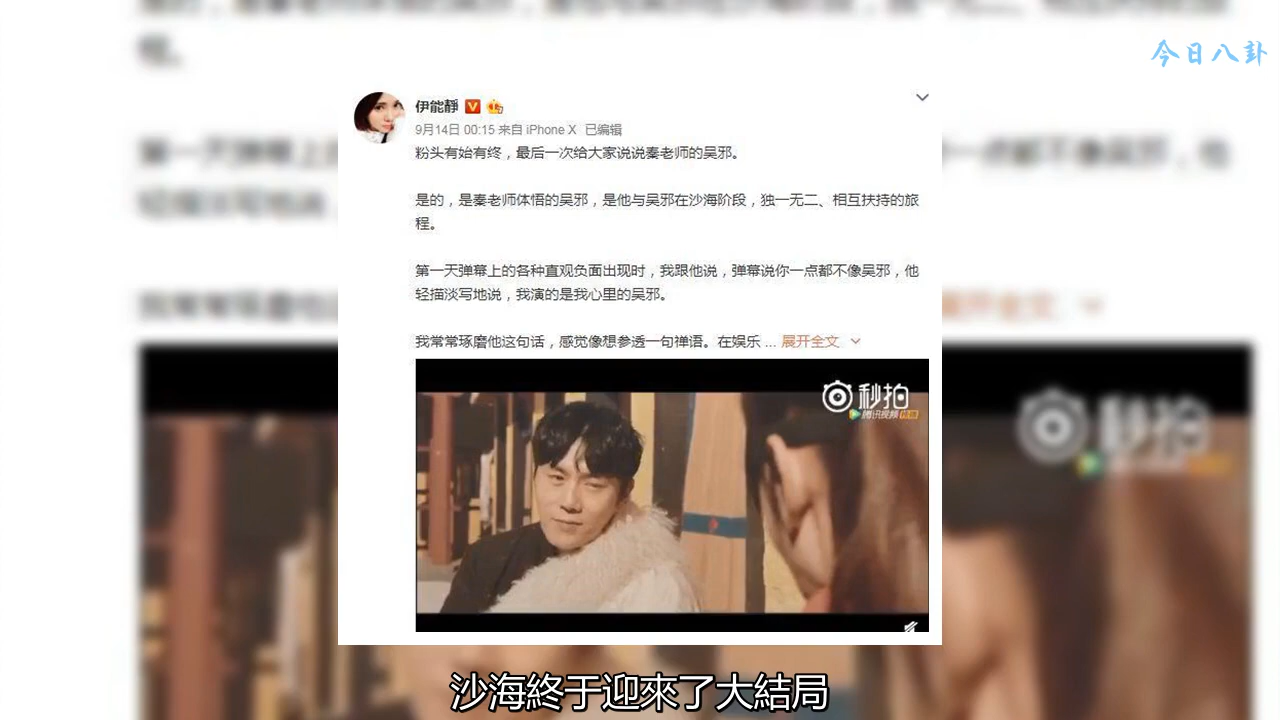 今日八卦
伊能靜
9月14日 00:15 来自 iPhone X 已编辑
粉头有始有终，最后一次给大家说说秦老师的吴邪。
是的，是秦老师体悟的吴邪，是他与吴邪在沙海阶段，独一无二、相互扶持的旅
程。
第一天弹幕上的各种直观负面出现时，我跟他说，弹幕说你一点都不像吴邪，他
轻描淡写地说，我演的是我心里的吴邪。
我常常琢磨他这句话，感觉像想参透一句禅语。在娱乐 ... 展开全文
秒拍
腾讯视频
沙海終于迎來了大結局